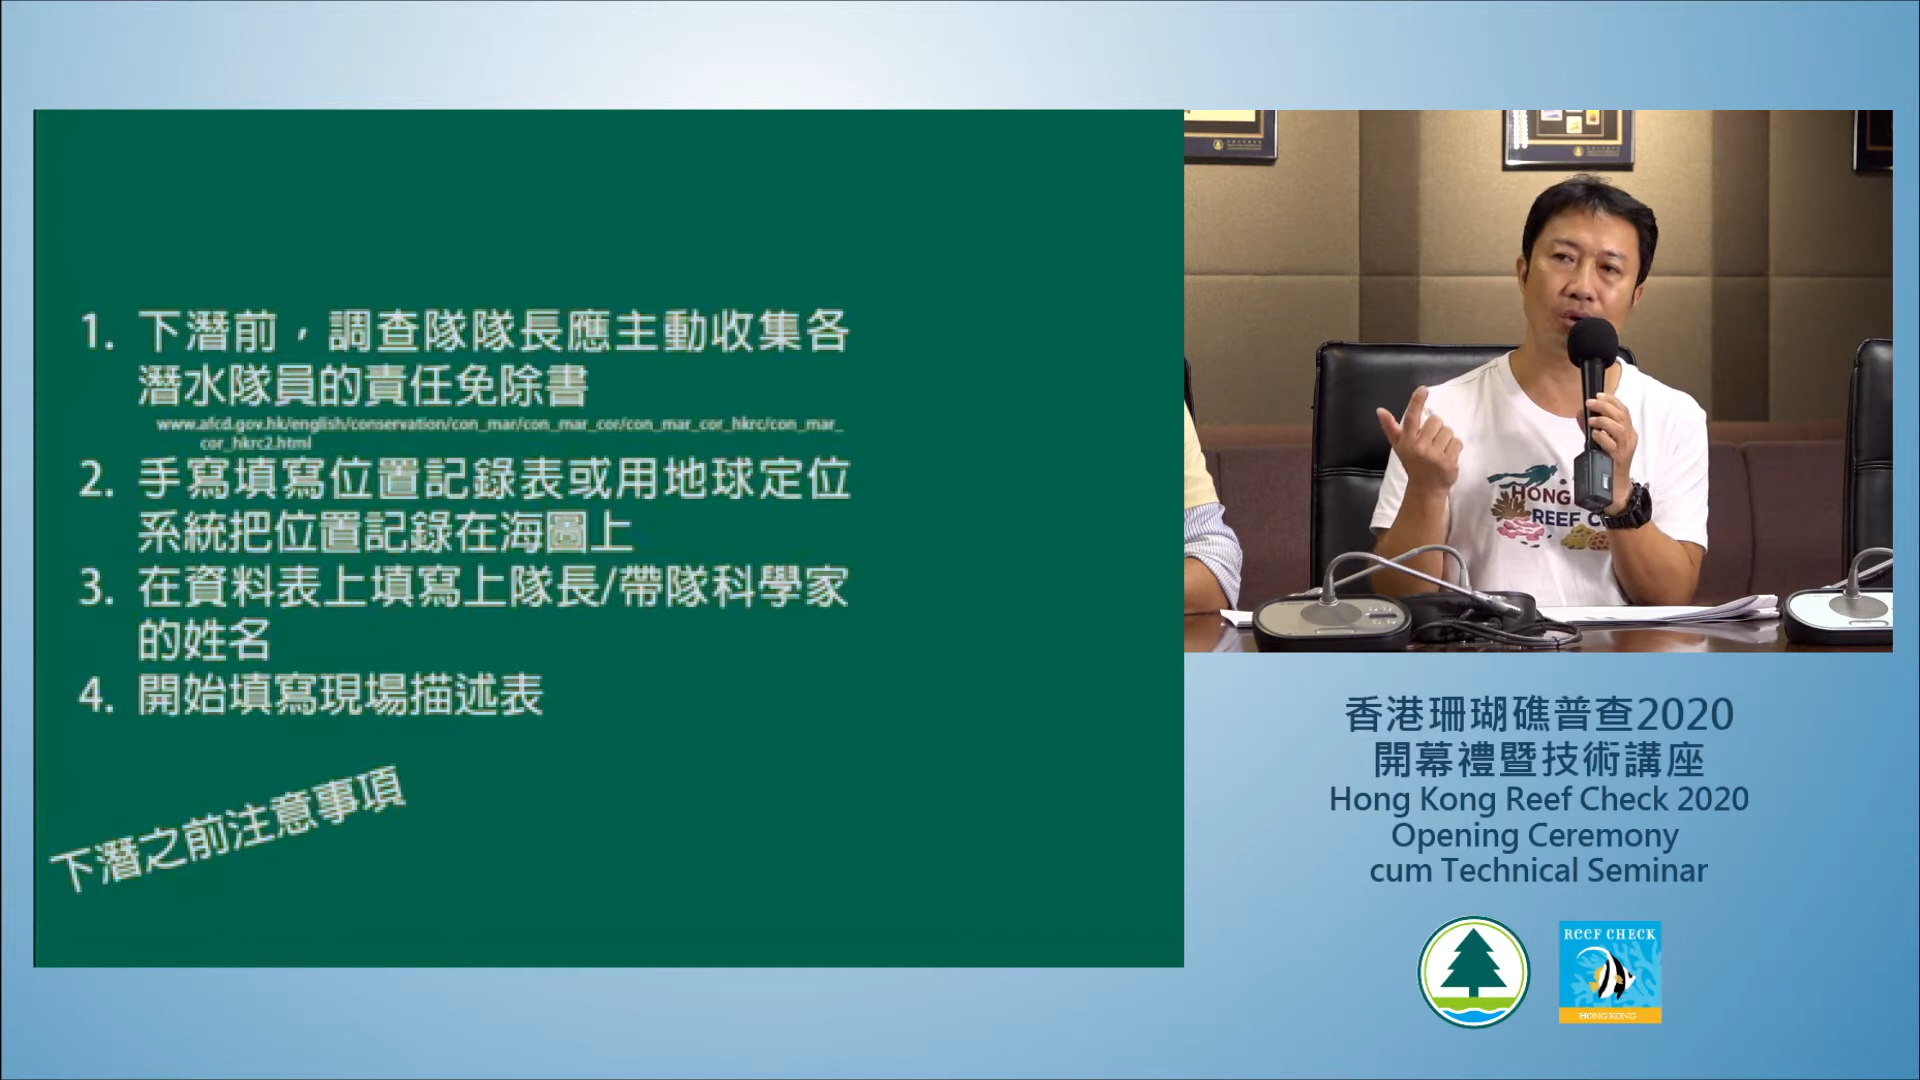 1. 下潛前，調查隊隊長應主動收集各
潛水隊員的責任免除書
www.afcd.gov.hk/english/conservation/con_mar/con_mar_cor/con_mar_cor_hkrc/con_mar_
cor_hkrc2.html
2. 手寫填寫位置記錄表或用地球定位
系統把位置記錄在海圖上
3. 在資料表上填寫上隊長/帶隊科學家
的姓名
4. 開始填寫現場描述表
下潛之前注意事項
HONG
REEF C
香港珊瑚礁普查2020
開幕禮暨技術講座
Hong Kong Reef Check 2020
Opening Ceremony
cum Technical Seminar
REEF CHECK
HONG KONG